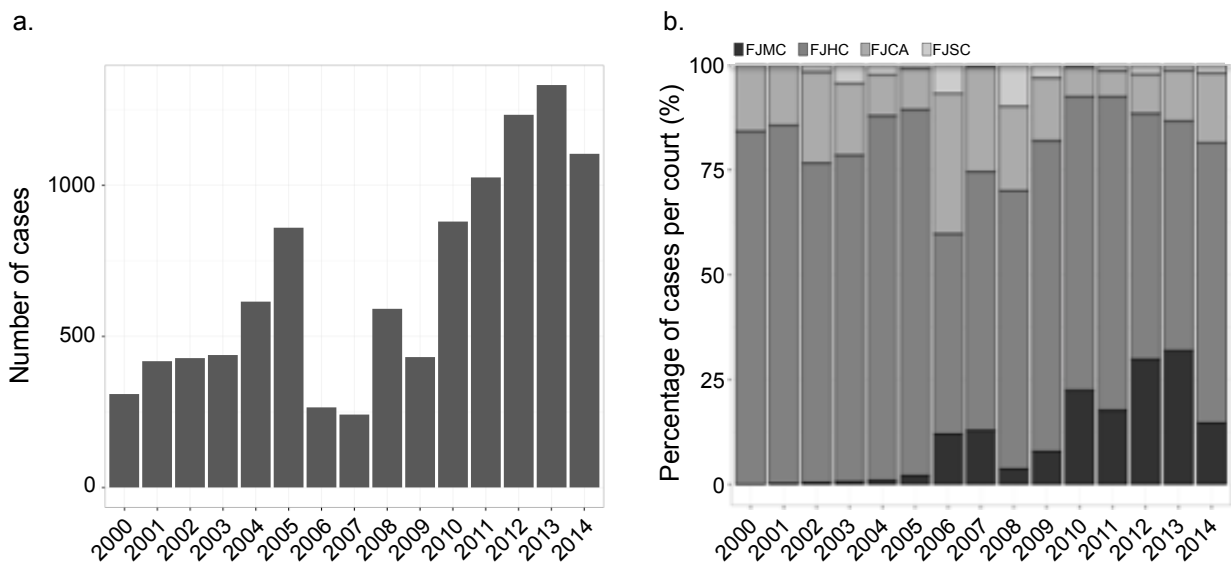 a.
Number of cases
1000
500
0
2000 2001 2002 2003 2004 2005 2006 2007 2008 2009 2010 2011 2012 2013 2014
b.
FJMC FJHC FJCA FJSC
Percentage of cases per court (%)
100
75
50
25
0
2000 2001 2002 2003 2004 2005 2006 2007 2008 2009 2010 2011 2012 2013 2014